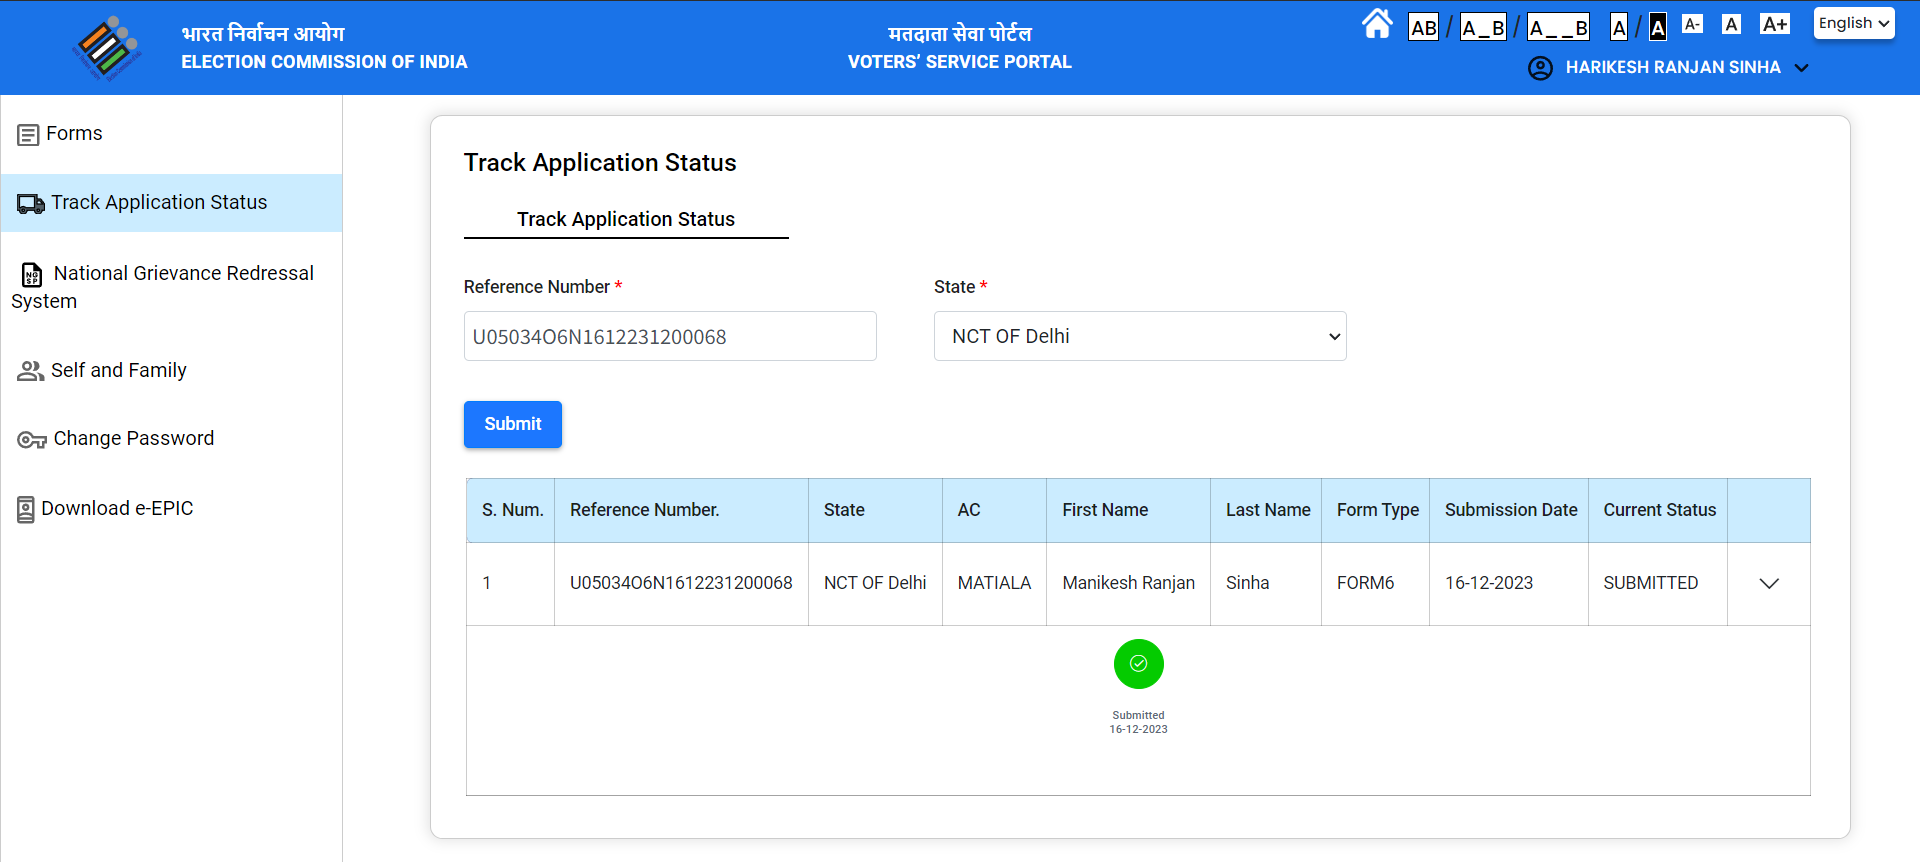 भारत निर्वाचन आयोग
ELECTION COMMISSION OF INDIA
मतदाता सेवा पोर्टल
VOTERS’ SERVICE PORTAL
AB / A_B / A__B A / A A- A A+ English
HARIKESH RANJAN SINHA
Forms
Track Application Status
National Grievance Redressal
System
Self and Family
Change Password
Download e-EPIC
Track Application Status
Track Application Status
Reference Number * State *
U05034O6N1612231200068 NCT OF Delhi
Submit
S. Num. Reference Number. State AC First Name Last Name Form Type Submission Date Current Status
1 U05034O6N1612231200068 NCT OF Delhi MATIALA Manikesh Ranjan Sinha FORM6 16-12-2023 SUBMITTED
Submitted
16-12-2023